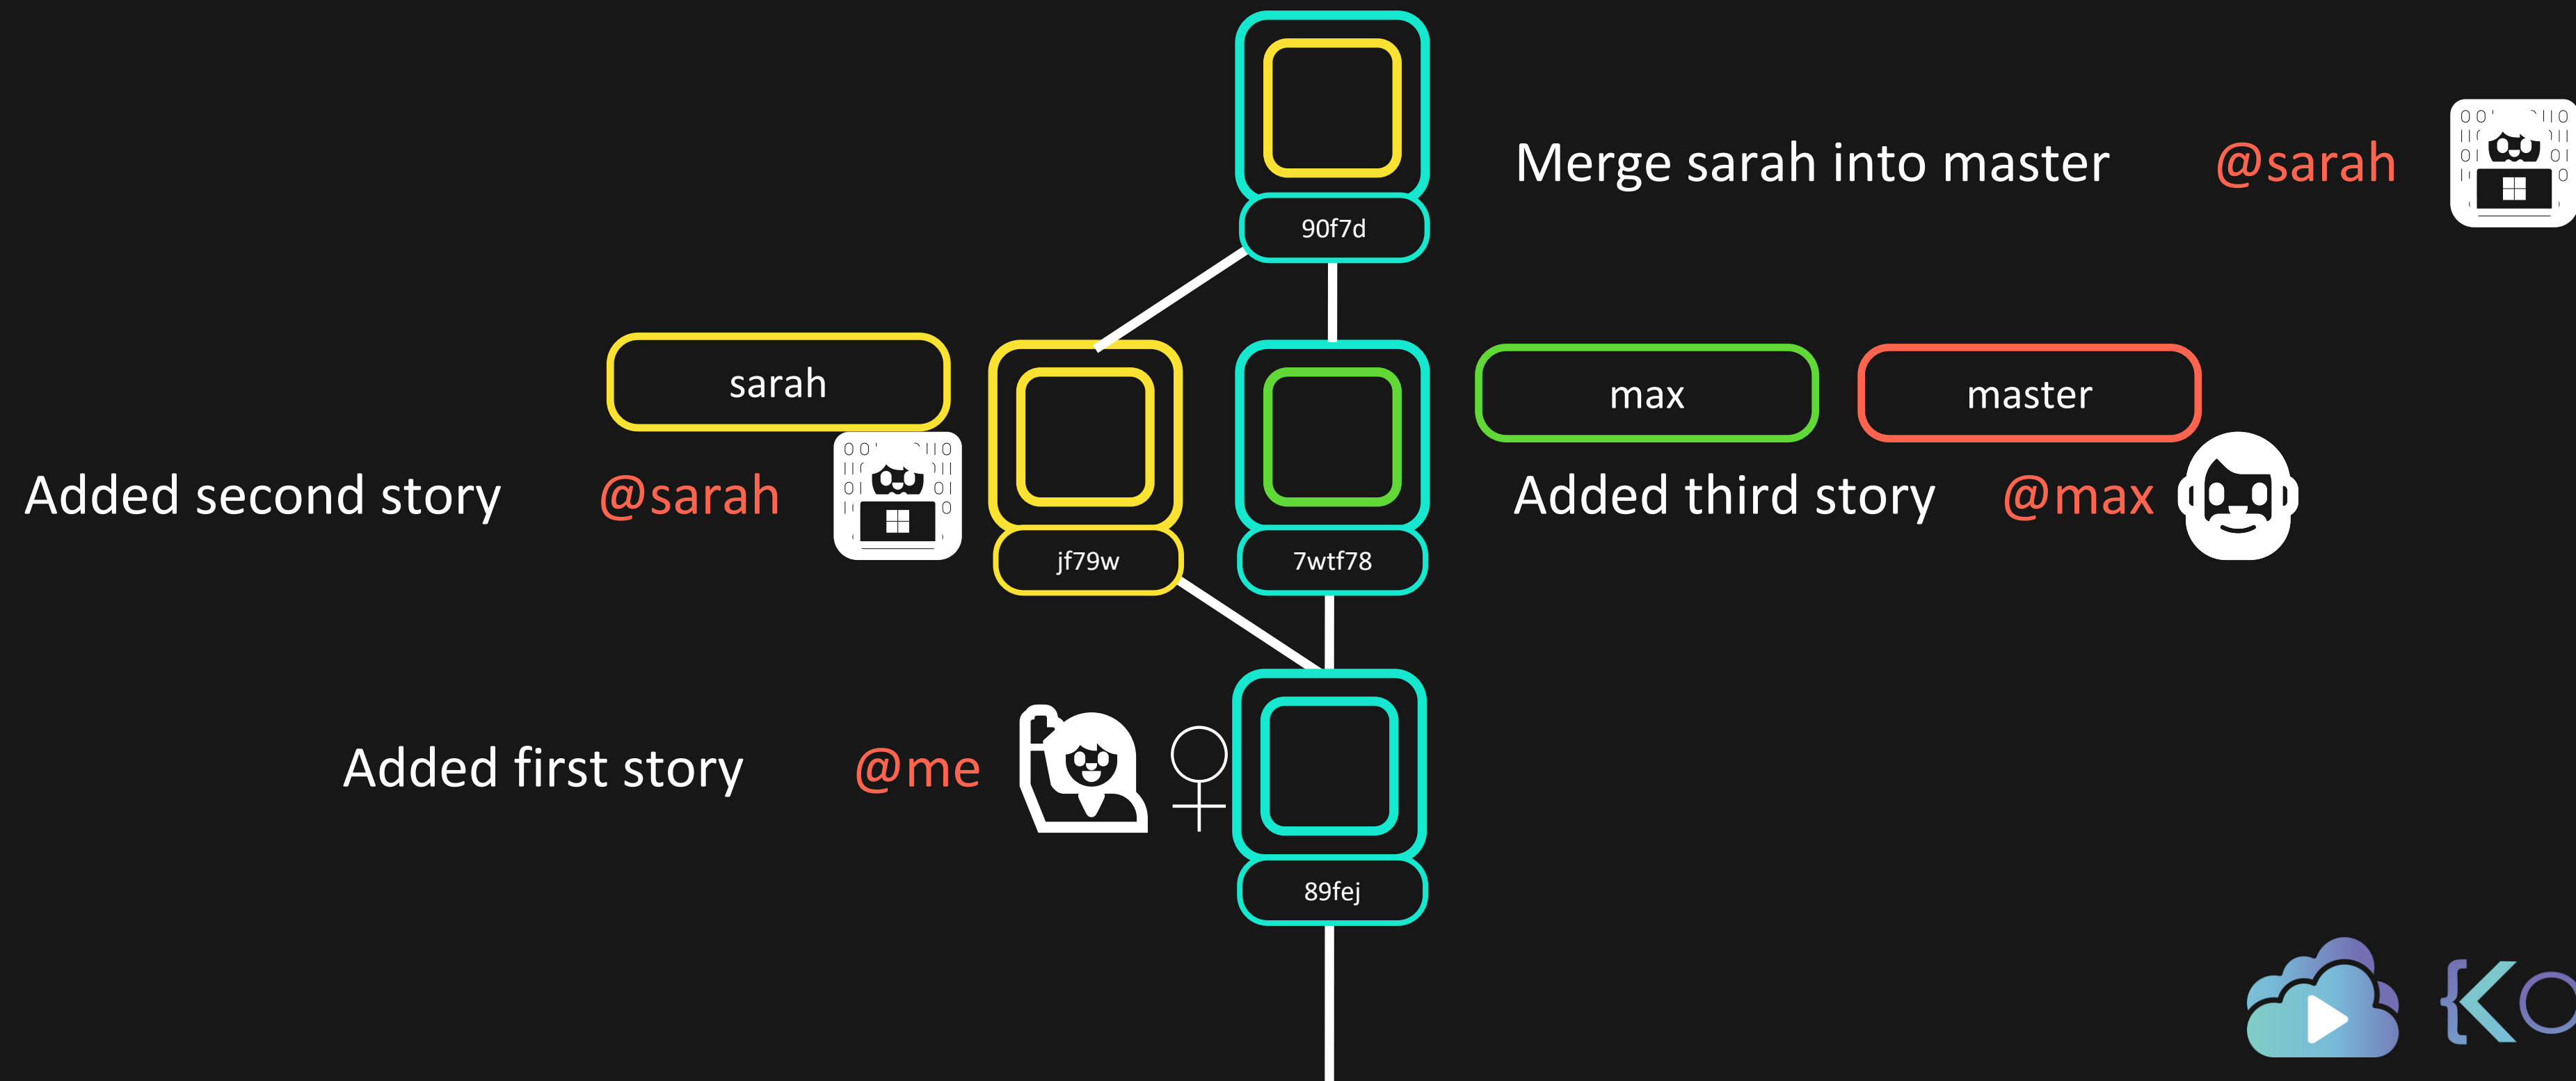 Merge sarah into master @sarah
90f7d
sarah
max
master
Added second story @sarah
Added third story @max
jf79w
7wtf78
Added first story @me
89fej
{KO